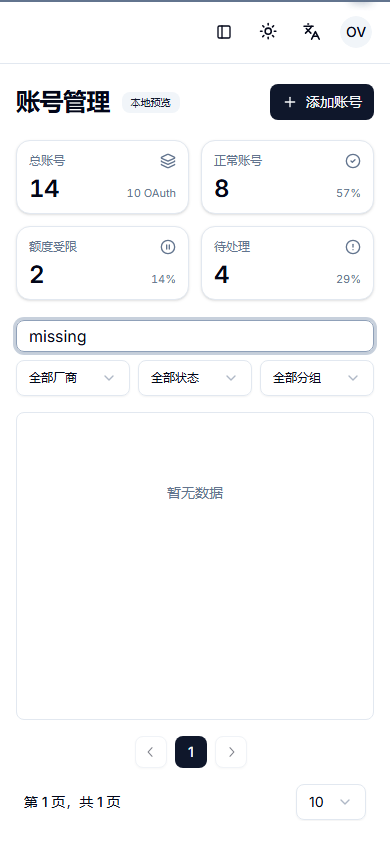 OV
账号管理 本地预览 添加账号
总账号 正常账号
14 10 OAuth 8 57%
额度受限 待处理
2 14% 4 29%
missing
全部厂商 全部状态 全部分组
暂无数据
1
第 1 页，共 1 页 10